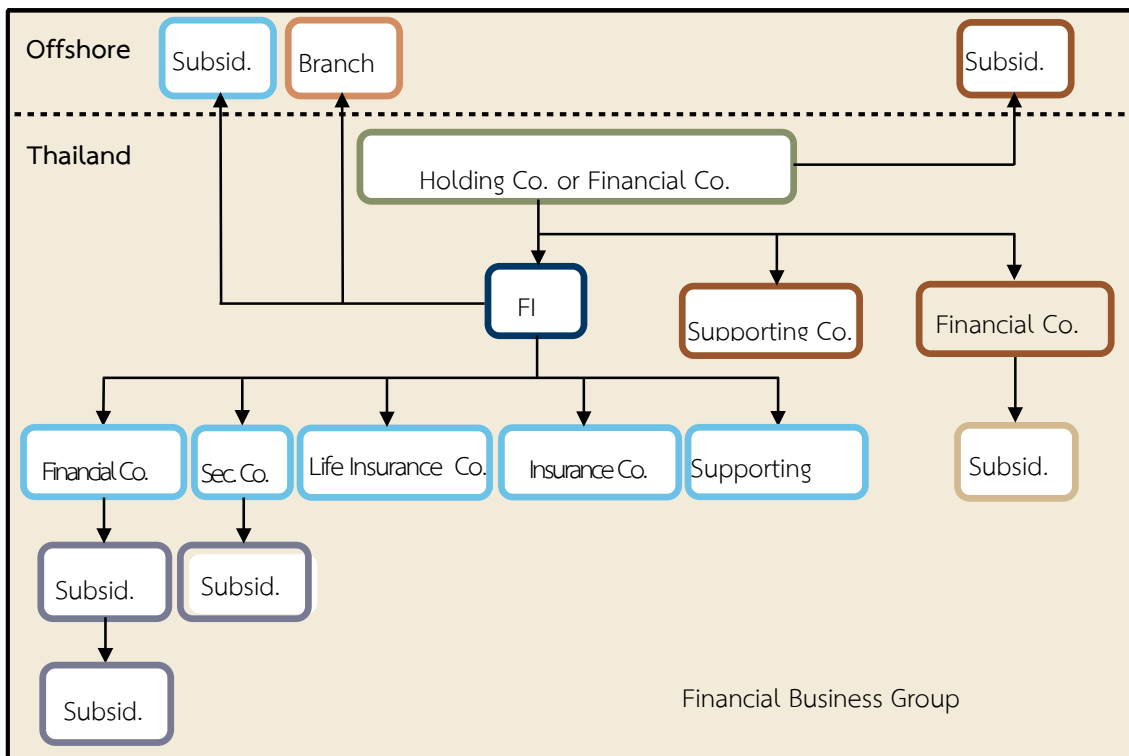 Offshore
Subsid.
Branch
Subsid.
Thailand
Holding Co. or Financial Co.
FI
Supporting Co.
Financial Co.
Financial Co.
Sec. Co.
Life Insurance Co.
Insurance Co.
Supporting
Subsid.
Subsid.
Subsid.
Subsid.
Financial Business Group